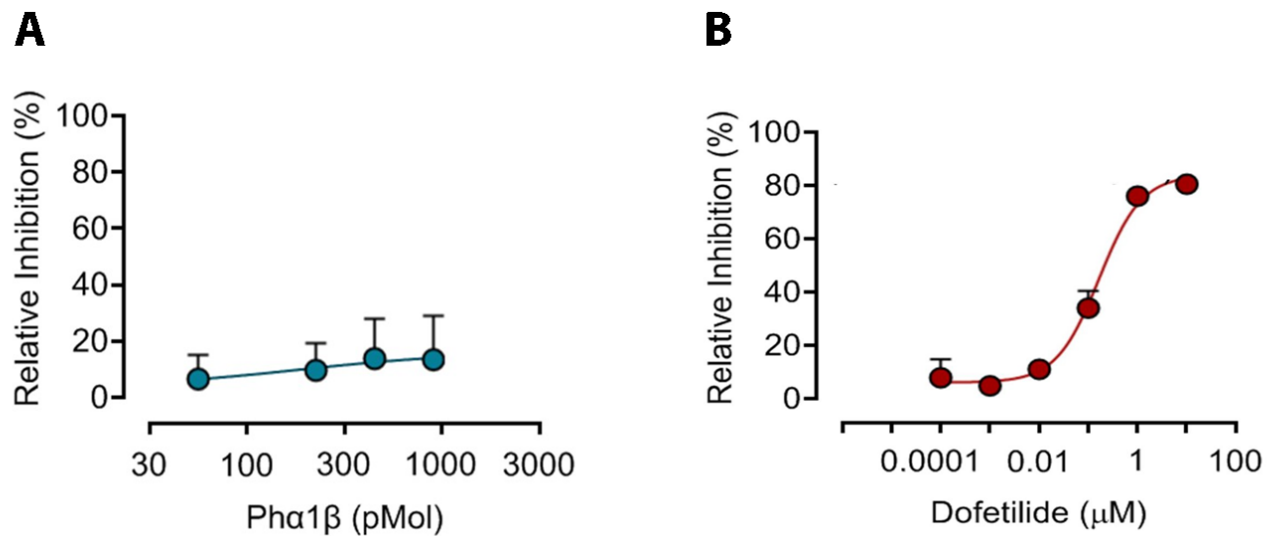 A
Relative Inhibition (%)
100
80
60
40
20
0
30 100 300 1000 3000
Phα1β (pMol)
B
Relative Inhibition (%)
100
80
60
40
20
0
0.0001 0.01 1 100
Dofetilide (μM)